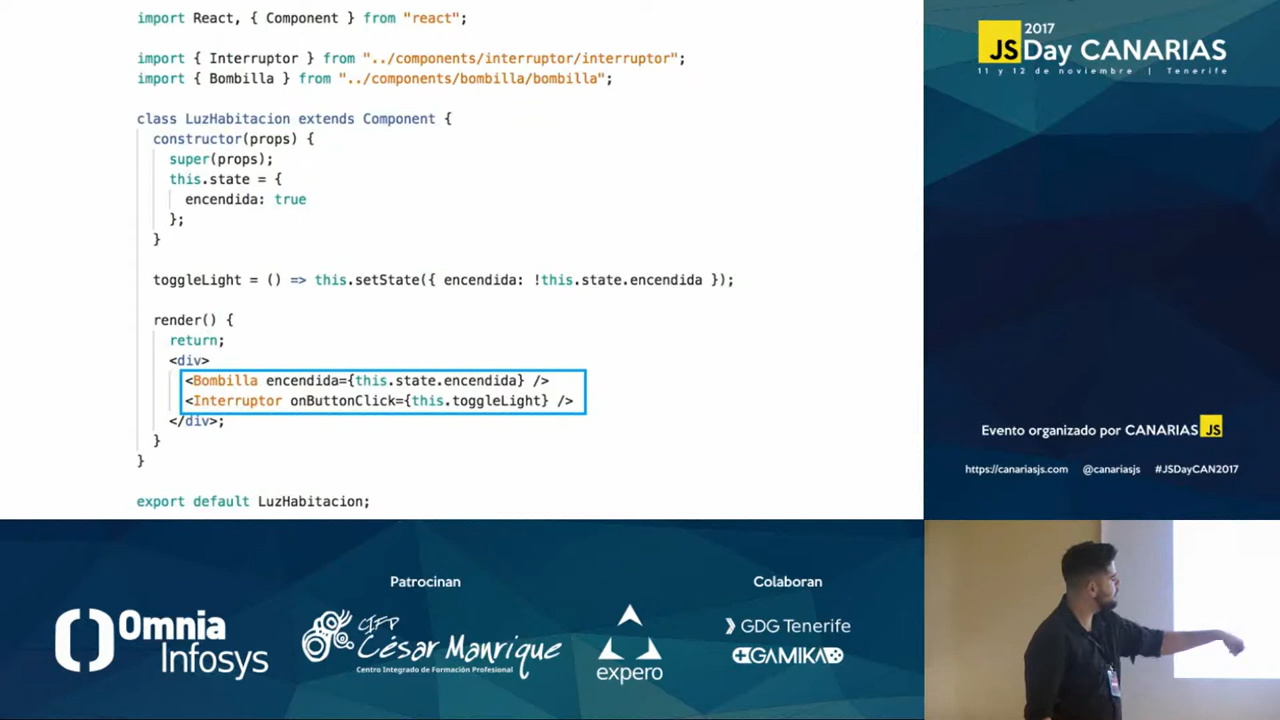 import React, { Component } from "react";
import { Interruptor } from "../components/interruptor/interruptor";
import { Bombilla } from "../components/bombilla/bombilla";
class LuzHabitacion extends Component {
constructor(props) {
super(props);
this.state = {
encendida: true
};
}
toggleLight = () => this.setState({ encendida: !this.state.encendida });
render() {
return;
<div>
<Bombilla encendida={this.state.encendida} />
<Interruptor onButtonClick={this.toggleLight} />
</div>;
}
}
export default LuzHabitacion;
2017
JS Day CANARIAS
11 y 12 de noviembre | Tenerife
Evento organizado por CANARIAS JS
https://canariasjs.com @canariasjs #JSDayCAN2017
Patrocinan
Omnia
Infosys
CIFP
César Manrique
Centro Integrado de Formación Profesional
expero
Colaboran
GDG Tenerife
GAMIKA